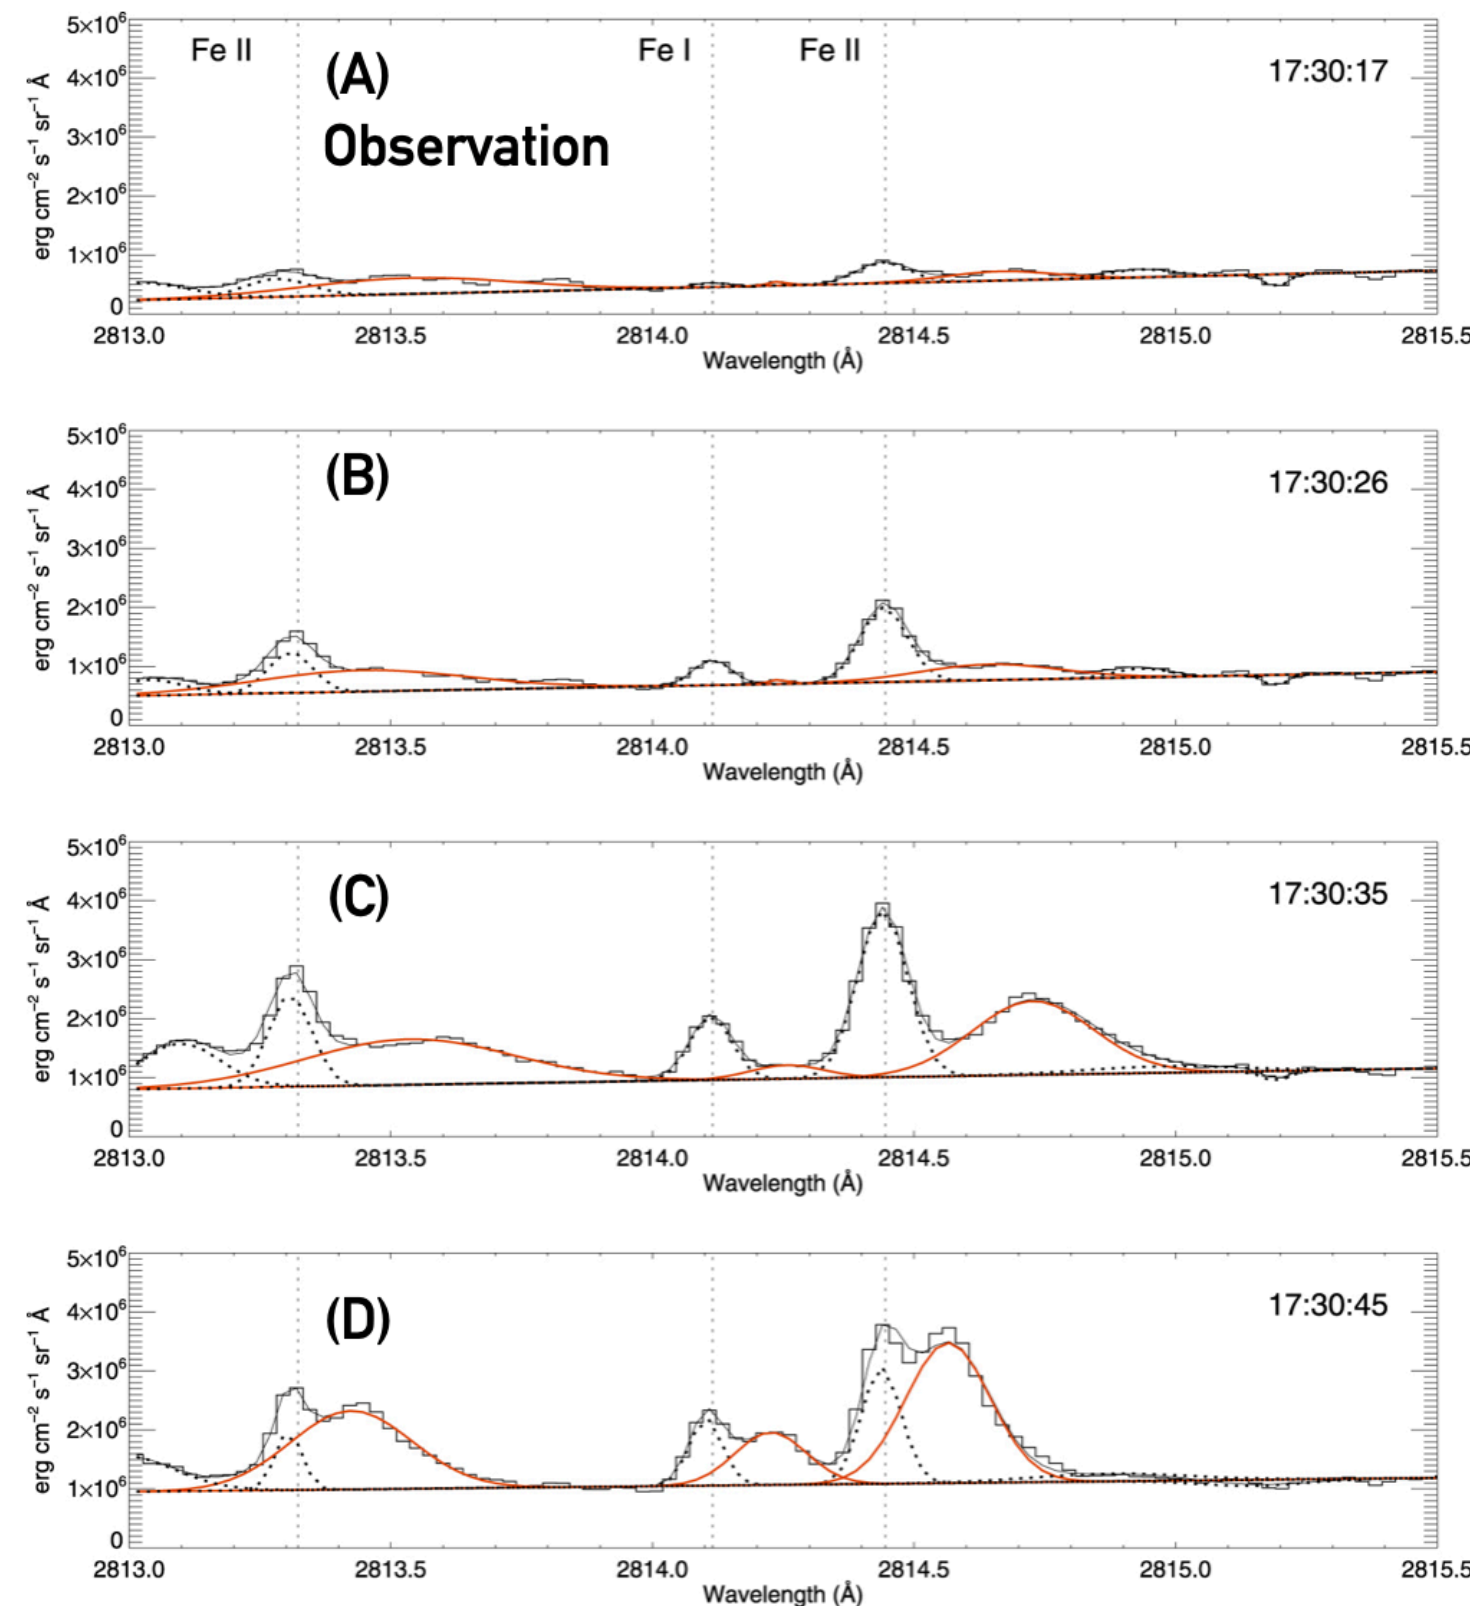 5×10⁶
Fe II
(A)
Fe I
Fe II
17:30:17
4×10⁶
Observation
3×10⁶
2×10⁶
1×10⁶
0
erg cm⁻² s⁻¹ sr⁻¹ Å
2813.0 2813.5 2814.0 2814.5 2815.0 2815.5
Wavelength (Å)
5×10⁶
(B)
17:30:26
4×10⁶
3×10⁶
2×10⁶
1×10⁶
0
erg cm⁻² s⁻¹ sr⁻¹ Å
2813.0 2813.5 2814.0 2814.5 2815.0 2815.5
Wavelength (Å)
5×10⁶
(C)
17:30:35
4×10⁶
3×10⁶
2×10⁶
1×10⁶
0
erg cm⁻² s⁻¹ sr⁻¹ Å
2813.0 2813.5 2814.0 2814.5 2815.0 2815.5
Wavelength (Å)
5×10⁶
(D)
17:30:45
4×10⁶
3×10⁶
2×10⁶
1×10⁶
0
erg cm⁻² s⁻¹ sr⁻¹ Å
2813.0 2813.5 2814.0 2814.5 2815.0 2815.5
Wavelength (Å)